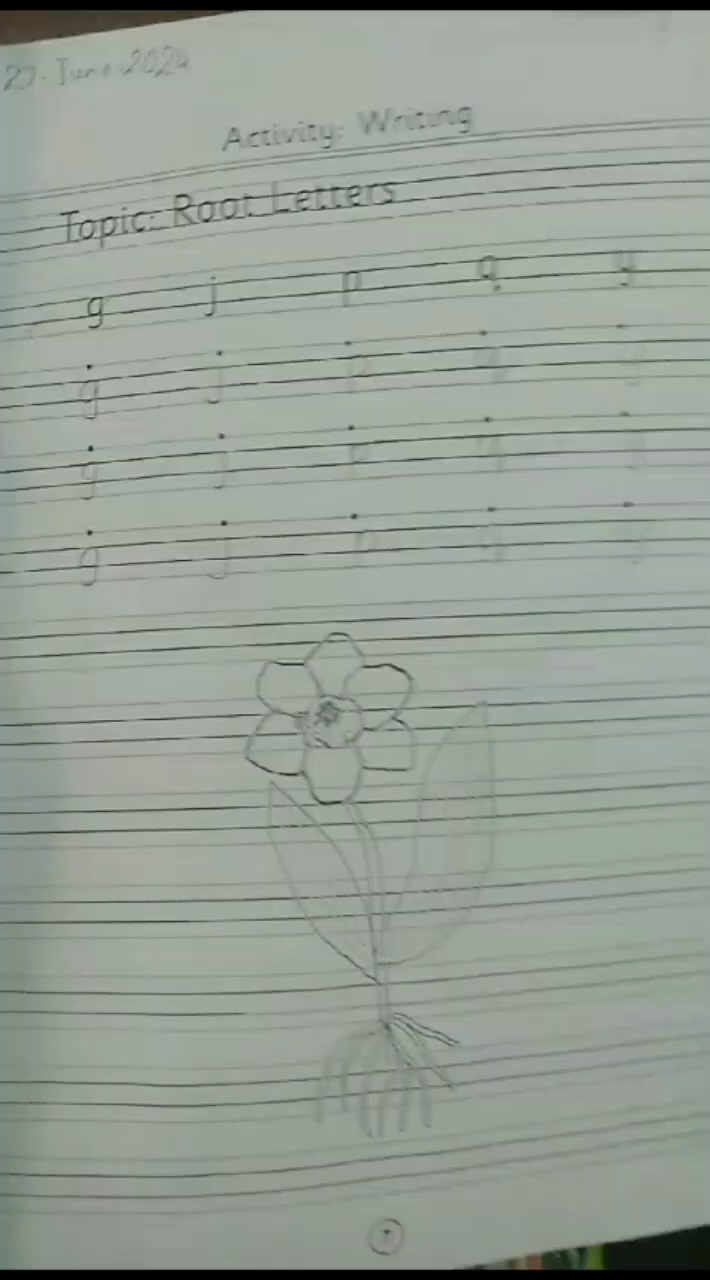 27-June-2024
Activity: Writing
Topic: Root Letters
g j p q y
g j p q y
g j p q y
g j p q y